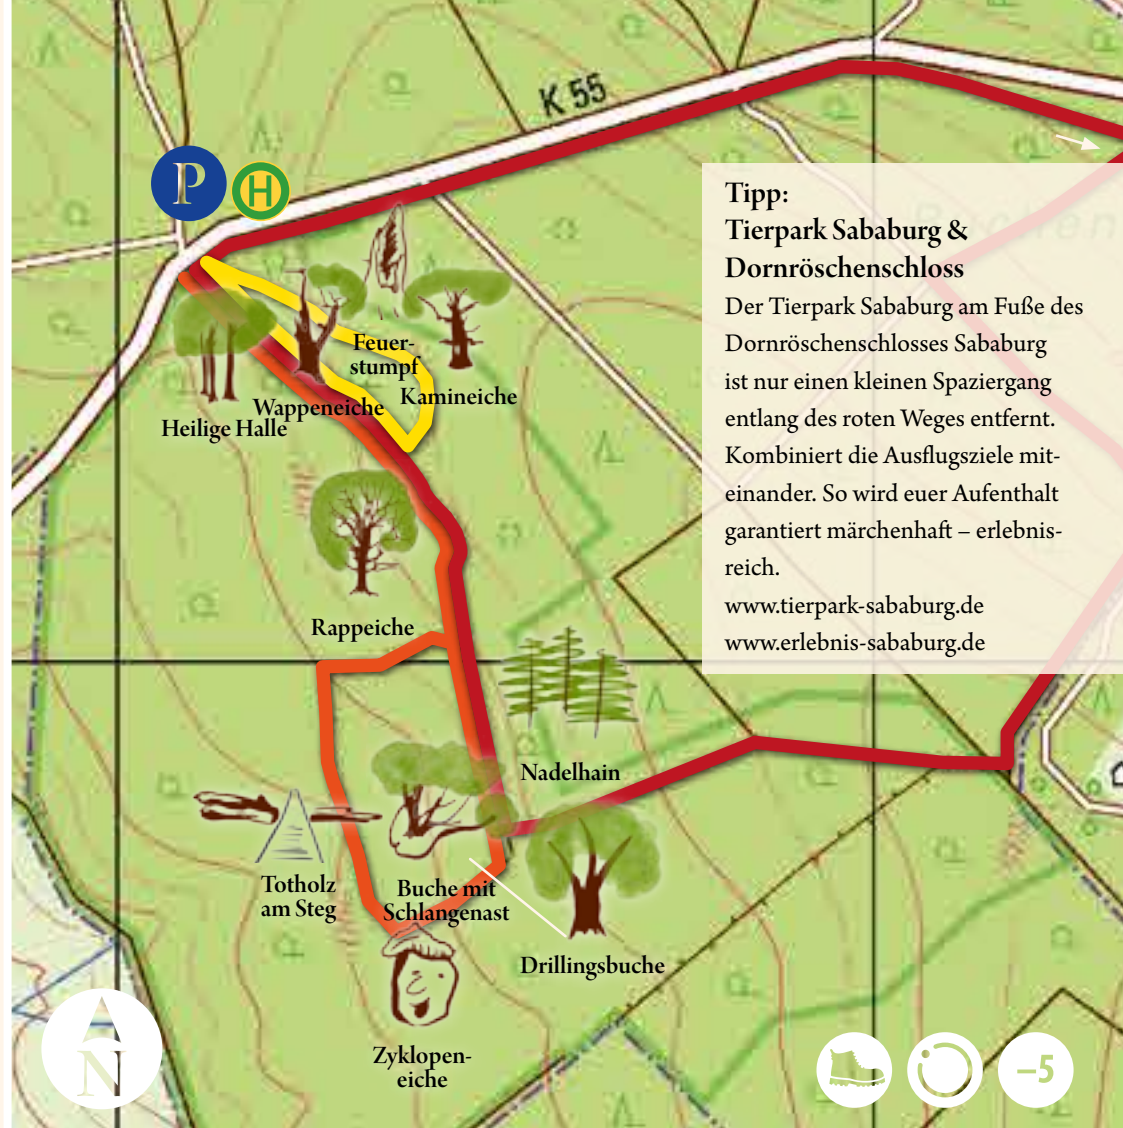 K 55
P
H
Tipp:
Tierpark Sababurg &
Dornröschenschloss
Der Tierpark Sababurg am Fuße des
Dornröschenschlosses Sababurg
ist nur einen kleinen Spaziergang
entlang des roten Weges entfernt.
Kombiniert die Ausflugsziele mit-
einander. So wird euer Aufenthalt
garantiert märchenhaft – erlebnis-
reich.
www.tierpark-sababurg.de
www.erlebnis-sababurg.de
Feuer-
stumpf
Kamineiche
Wappeneiche
Heilige Halle
Rappeiche
Nadelhain
Totholz
am Steg
Buche mit
Schlangenast
Drillingsbuche
Zyklopen-
eiche
N
–5